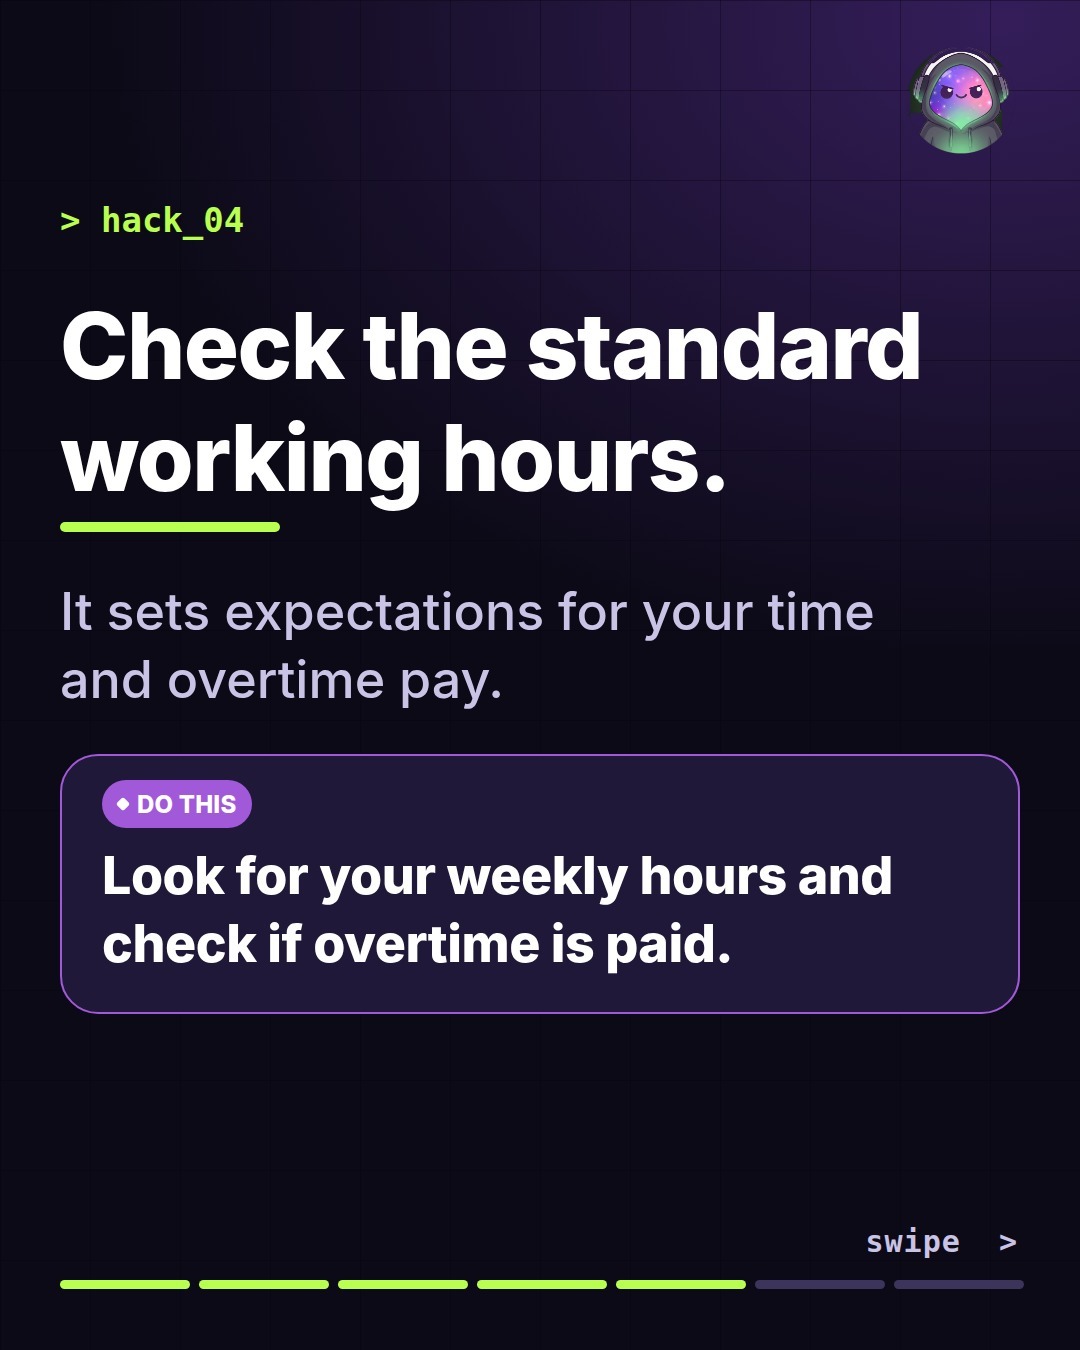 > hack_04
Check the standard
working hours.
It sets expectations for your time
and overtime pay.
DO THIS
Look for your weekly hours and
check if overtime is paid.
swipe >